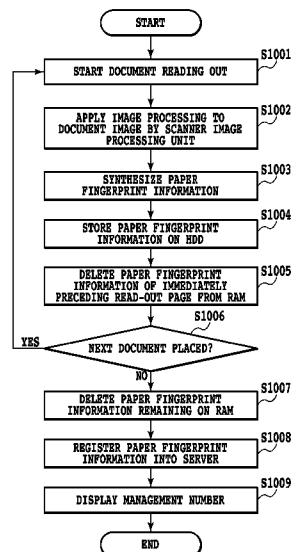 START
S1001
START DOCUMENT READING OUT
S1002
APPLY IMAGE PROCESSING TO
DOCUMENT IMAGE BY SCANNER IMAGE
PROCESSING UNIT
S1003
SYNTHESIZE PAPER
FINGERPRINT INFORMATION
S1004
STORE PAPER FINGERPRINT
INFORMATION ON HDD
S1005
DELETE PAPER FINGERPRINT
INFORMATION OF IMMEDIATELY
PRECEDING READ-OUT PAGE FROM RAM
S1006
YES
NEXT DOCUMENT PLACED?
NO
S1007
DELETE PAPER FINGERPRINT
INFORMATION REMAINING ON RAM
S1008
REGISTER PAPER FINGERPRINT
INFORMATION INTO SERVER
S1009
DISPLAY MANAGEMENT NUMBER
END